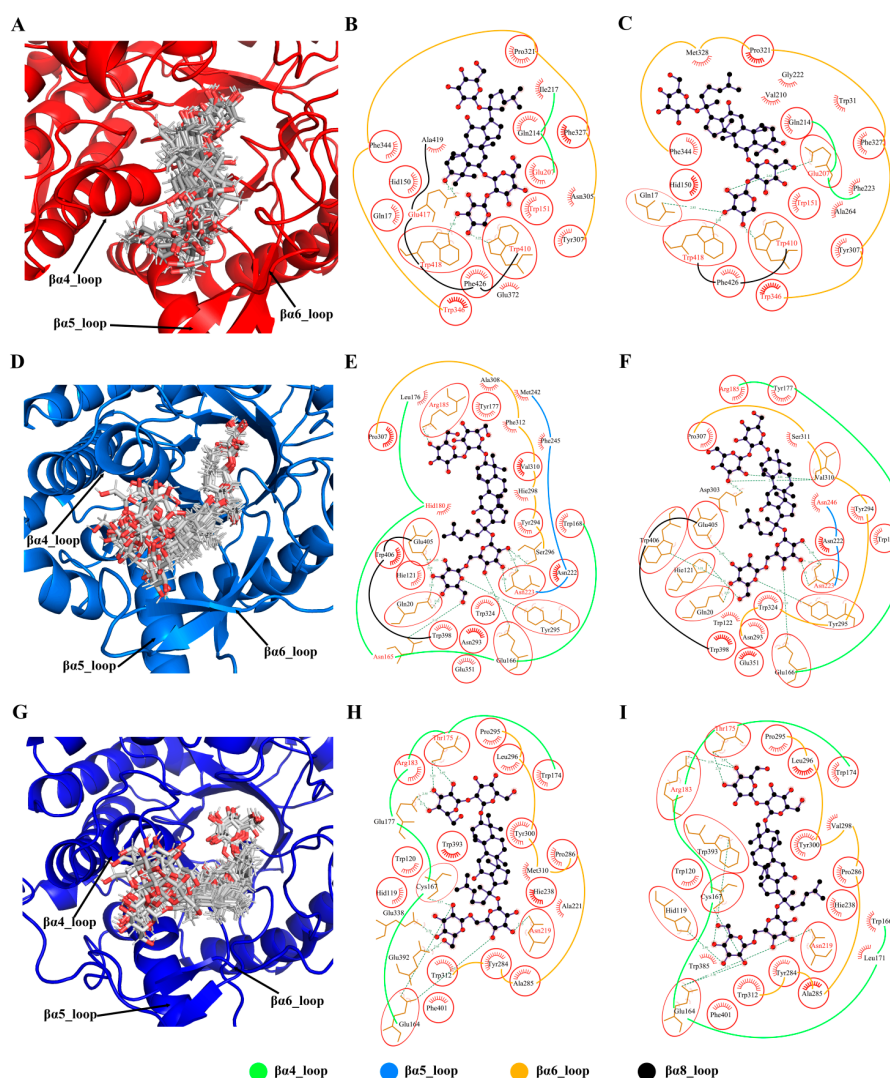 A
βα4_loop
βα5_loop
βα6_loop
B
Pro321
Ile217
Gln214
Phe327
Ala419
Phe344
Hid150
Glu207
Asn305
Gln17
Glu417
Trp151
Trp418
Trp410
Tyr307
Phe426
Glu372
Trp346
C
Met328
Pro321
Gly222
Val210
Trp31
Gln214
Phe327
Phe344
Glu207
Hid150
Phe223
Gln17
Trp151
Ala264
Trp418
Trp410
Tyr307
Phe426
Trp346
D
βα4_loop
βα5_loop
βα6_loop
E
Ala308
Met242
Leu176
Arg185
Tyr177
Phe312
Pro307
Phe245
Val310
Hie298
Hid180
Tyr294
Trp168
Glu405
Ser296
Trp406
Hie121
Asn222
Asn223
Gln20
Trp324
Tyr295
Trp398
Asn293
Asn165
Glu166
Glu351
F
Arg185
Tyr177
Pro307
Ser311
Val310
Asp303
Asn246
Glu405
Tyr294
Trp406
Asn222
Hie121
Asn223
Gln20
Trp324
Tyr295
Trp122
Asn293
Trp398
Glu351
Glu166
G
βα4_loop
βα5_loop
βα6_loop
H
Thr175
Pro295
Arg183
Leu296
Trp174
Glu177
Trp393
Tyr300
Trp120
Pro286
Met310
Hid119
Cys167
Hie238
Ala221
Glu338
Asn219
Glu392
Trp312
Tyr284
Ala285
Phe401
Glu164
I
Thr175
Pro295
Leu296
Trp174
Arg183
Val298
Trp393
Tyr300
Trp120
Pro286
Cys167
Hie238
Hid119
Trp166
Asn219
Leu171
Trp385
Tyr284
Glu164
Trp312
Ala285
Phe401
βα4_loop
βα5_loop
βα6_loop
βα8_loop